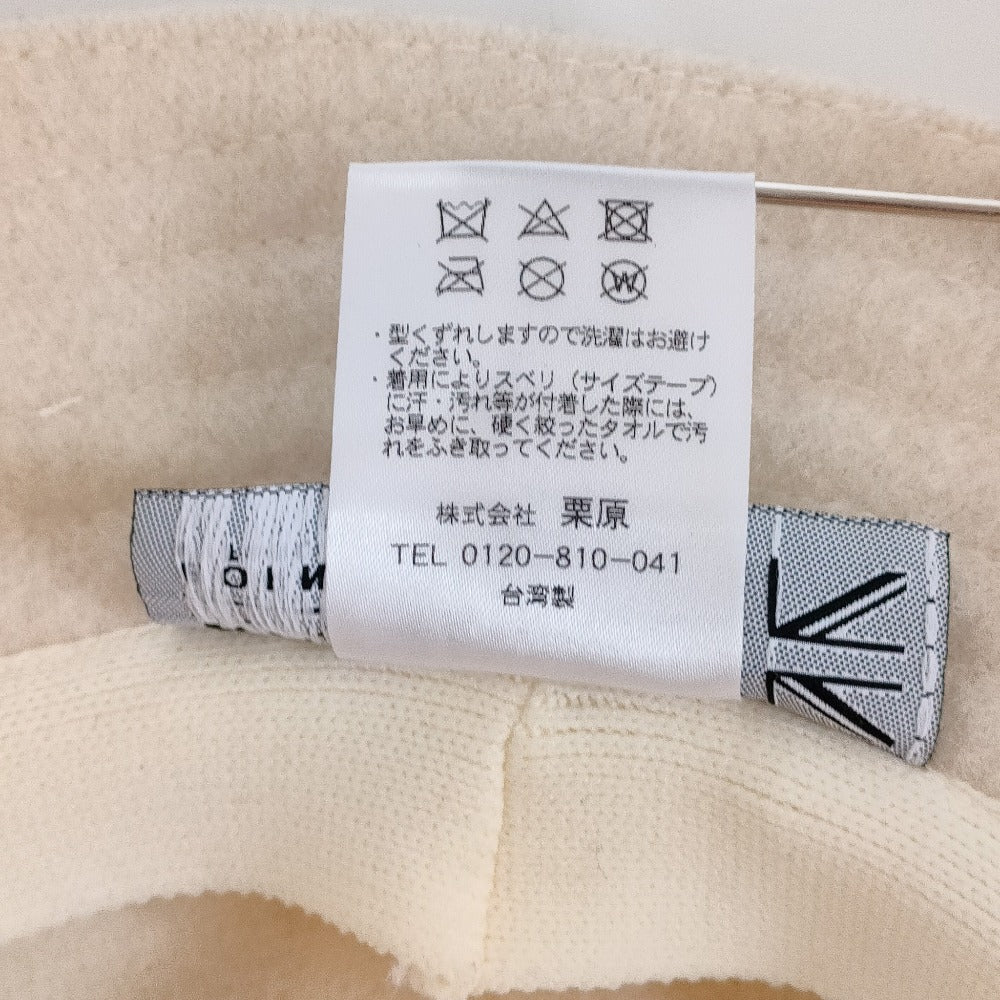 ・型くずれしますので洗濯はお避け
ください。
・着用によりスベリ（サイズテープ）
に汗・汚れ等が付着した際には、
お早めに、硬く絞ったタオルで汚
れをふき取ってください。
株式会社 栗原
TEL 0120-810-041
台湾製